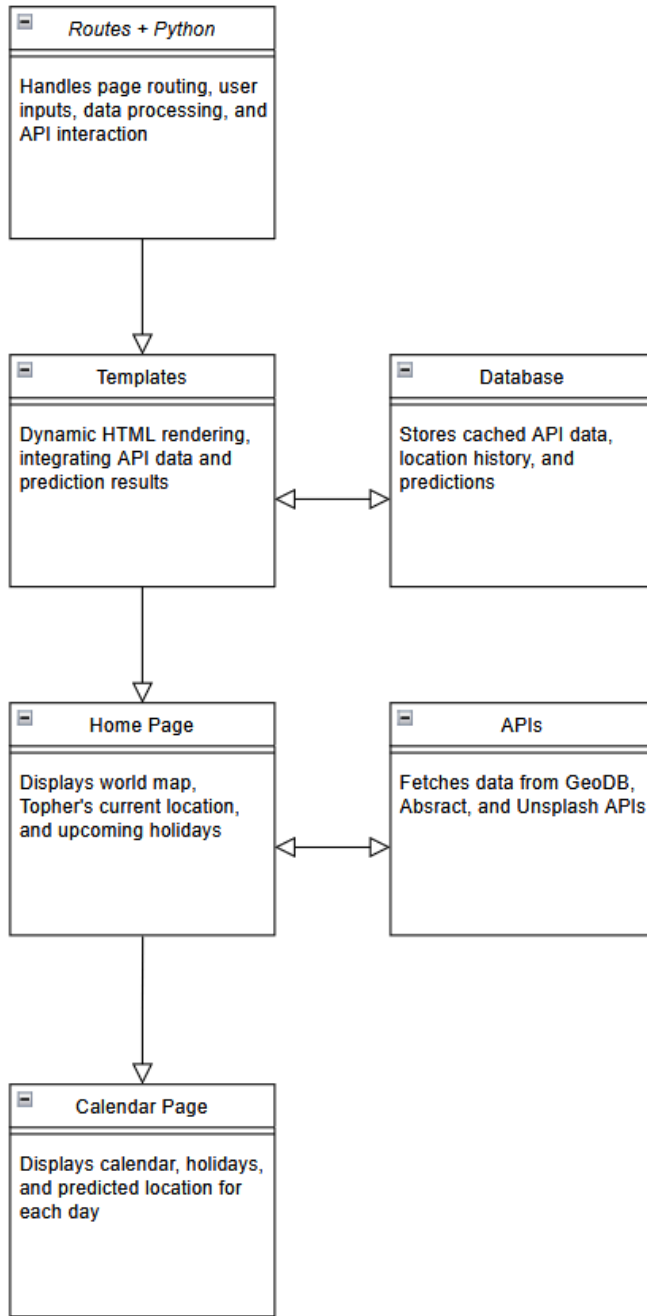 Routes + Python
Handles page routing, user
inputs, data processing, and
API interaction
Templates
Dynamic HTML rendering,
integrating API data and
prediction results
Database
Stores cached API data,
location history, and
predictions
Home Page
Displays world map,
Topher's current location,
and upcoming holidays
APIs
Fetches data from GeoDB,
Absract, and Unsplash APIs
Calendar Page
Displays calendar, holidays,
and predicted location for
each day